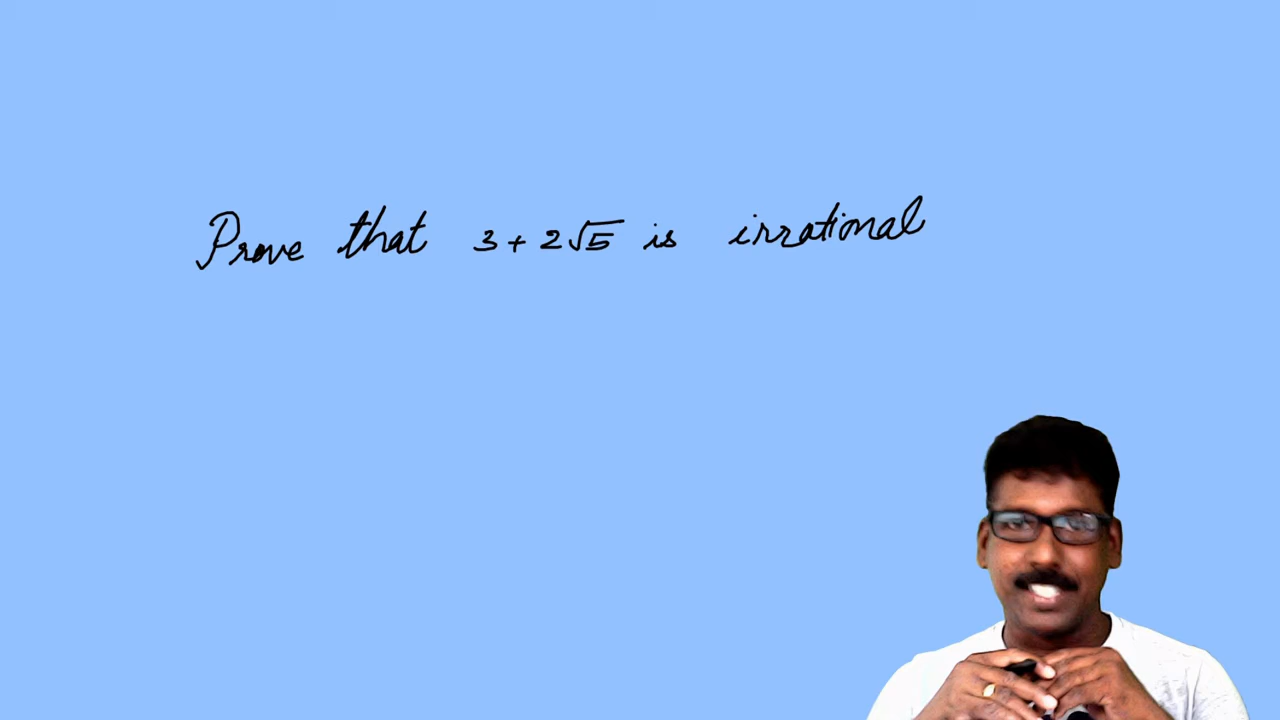 Prove that 3 + 2√5 is irrational